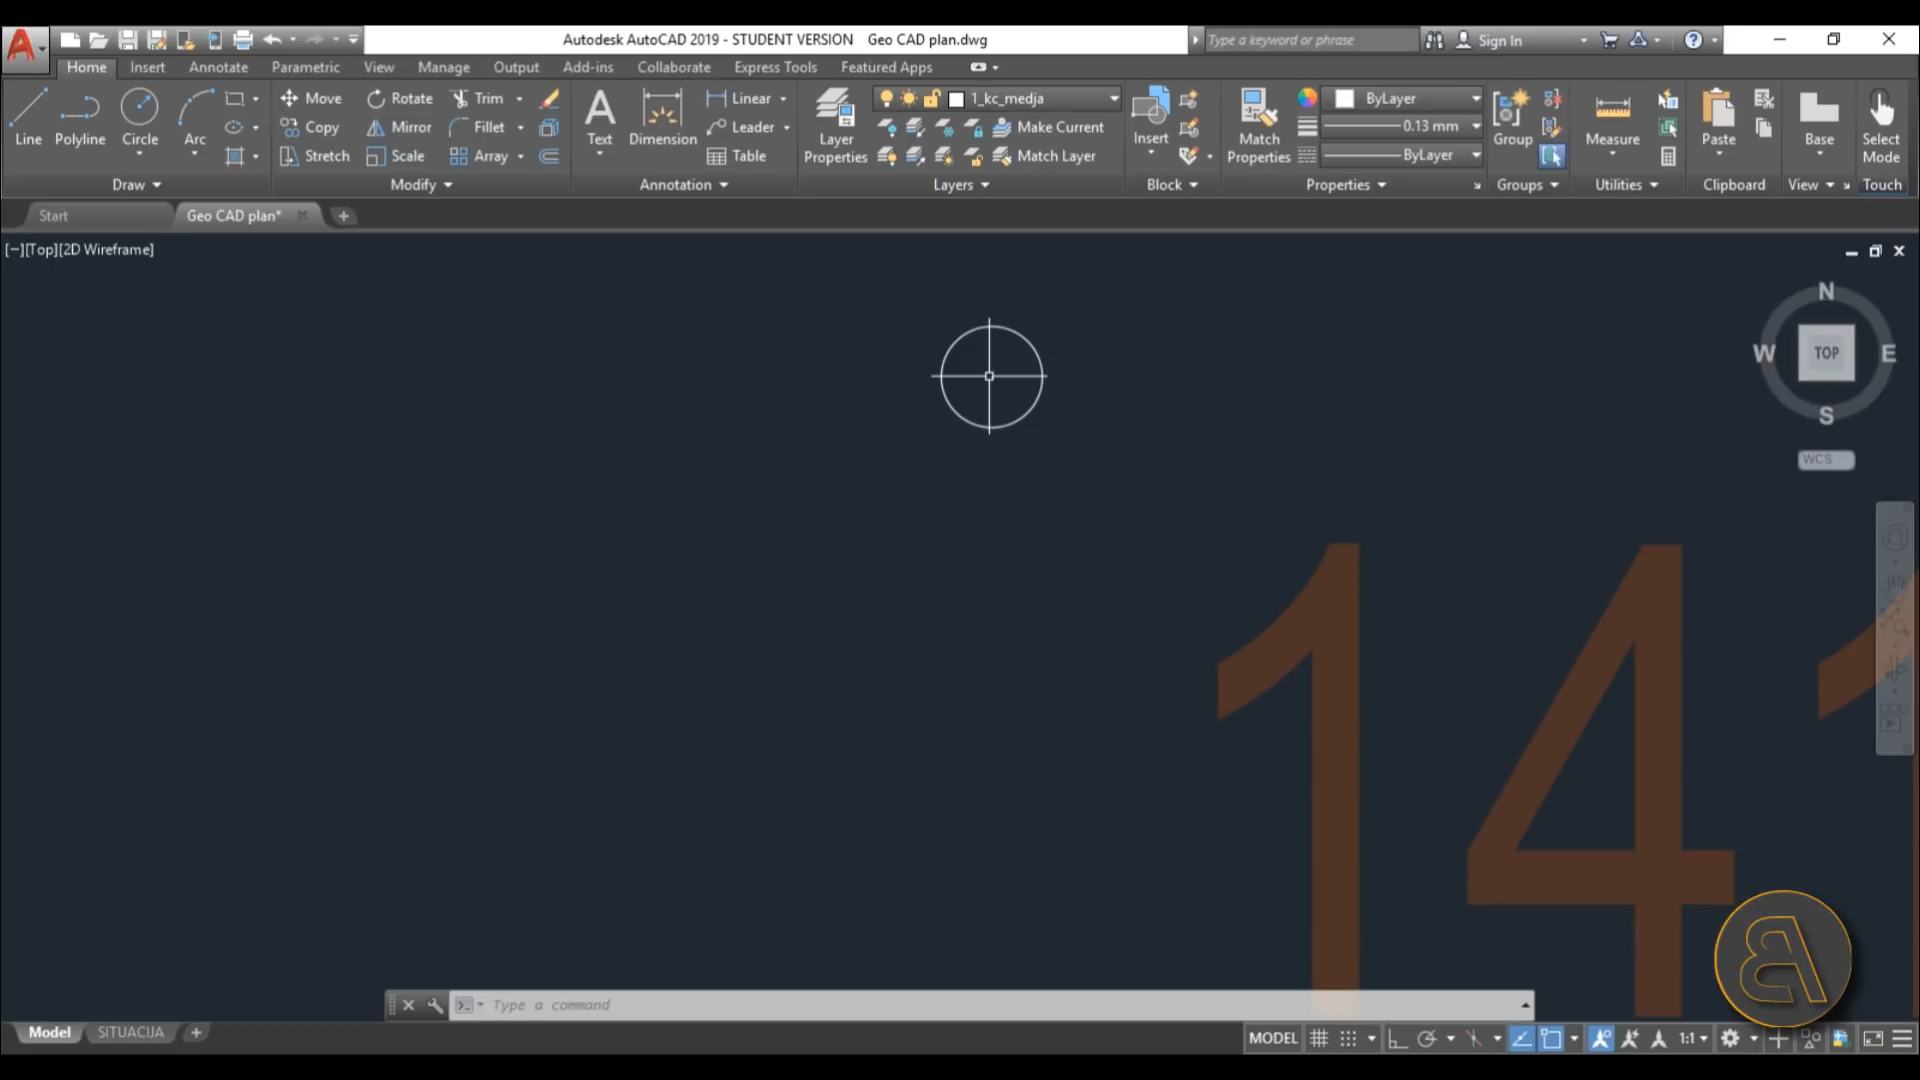 Autodesk AutoCAD 2019 - STUDENT VERSION Geo CAD plan.dwg
Type a keyword or phrase
Sign In
Home Insert Annotate Parametric View Manage Output Add-ins Collaborate Express Tools Featured Apps
Line Polyline Circle Arc
Move Rotate Trim
Copy Mirror Fillet
Stretch Scale Array
Text Dimension
Linear
Leader
Table
Layer Properties
1_kc_medja
Make Current
Match Layer
Insert
Match Properties
ByLayer
0.13 mm
ByLayer
Group
Measure
Paste
Base
Select Mode
Draw Modify Annotation Layers Block Properties Groups Utilities Clipboard View Touch
Start Geo CAD plan*
[−][Top][2D Wireframe]
N
W TOP E
S
WCS
14
Type a command
Model SITUACIJA
MODEL 1:1